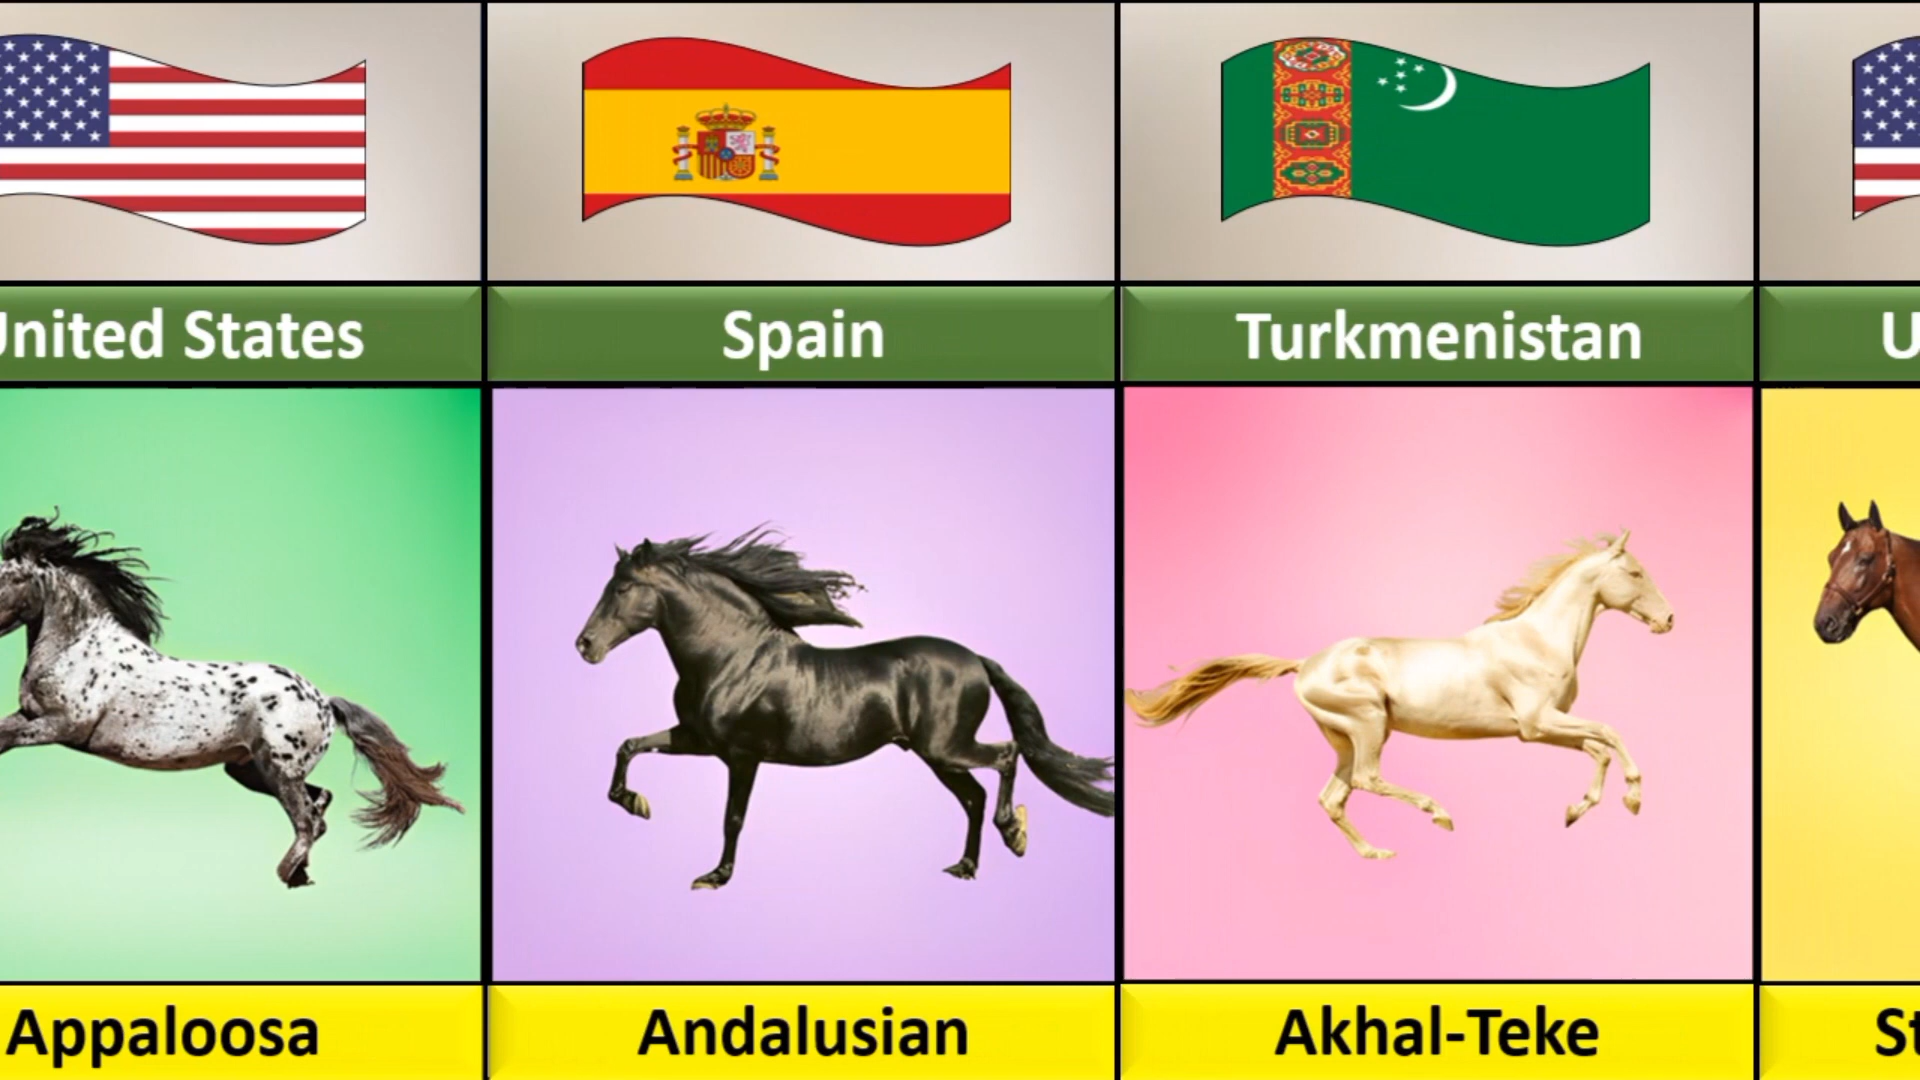 United States
Spain
Turkmenistan
Appaloosa
Andalusian
Akhal-Teke